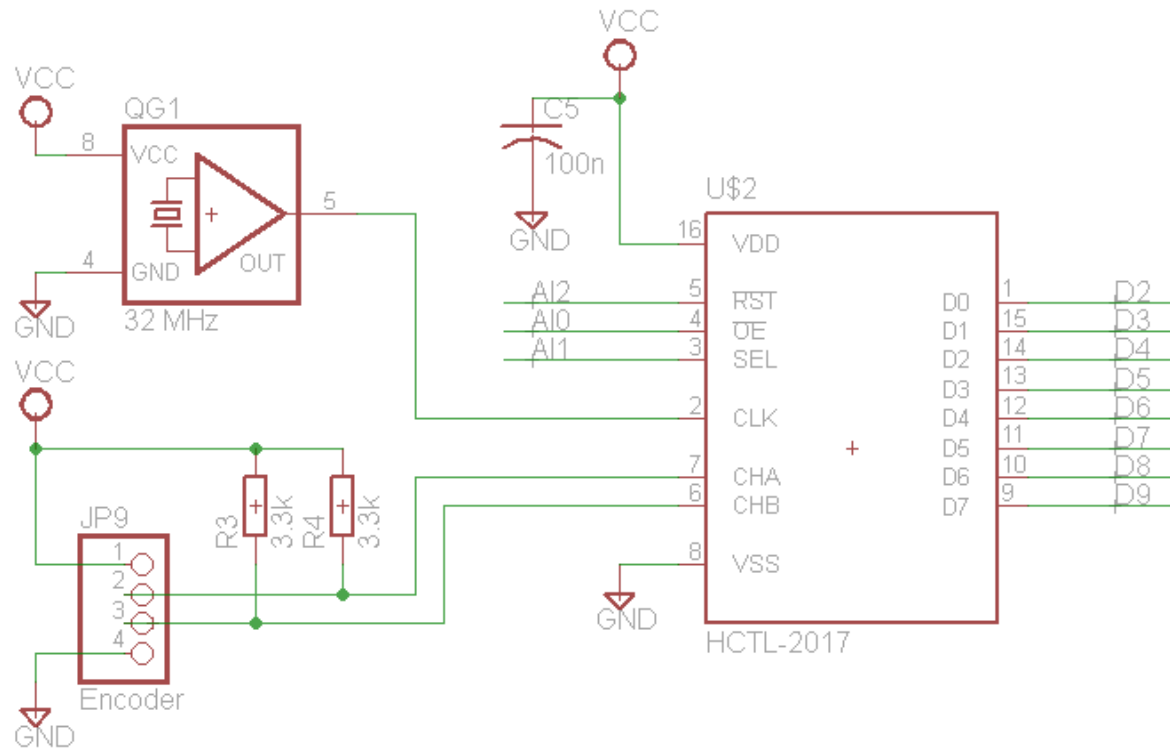 VCC
QG1
8
VCC
5
4
GND
OUT
GND
32 MHz
VCC
C5
100n
GND
U$2
16
VDD
AI2
5
RST
D0
1
D2
AI0
4
OE
D1
15
D3
AI1
3
SEL
D2
14
D4
D3
13
D5
2
CLK
D4
12
D6
D5
11
D7
7
CHA
D6
10
D8
6
CHB
D7
9
D9
8
VSS
GND
HCTL-2017
VCC
R3
3.3k
R4
3.3k
JP9
1
2
3
4
Encoder
GND